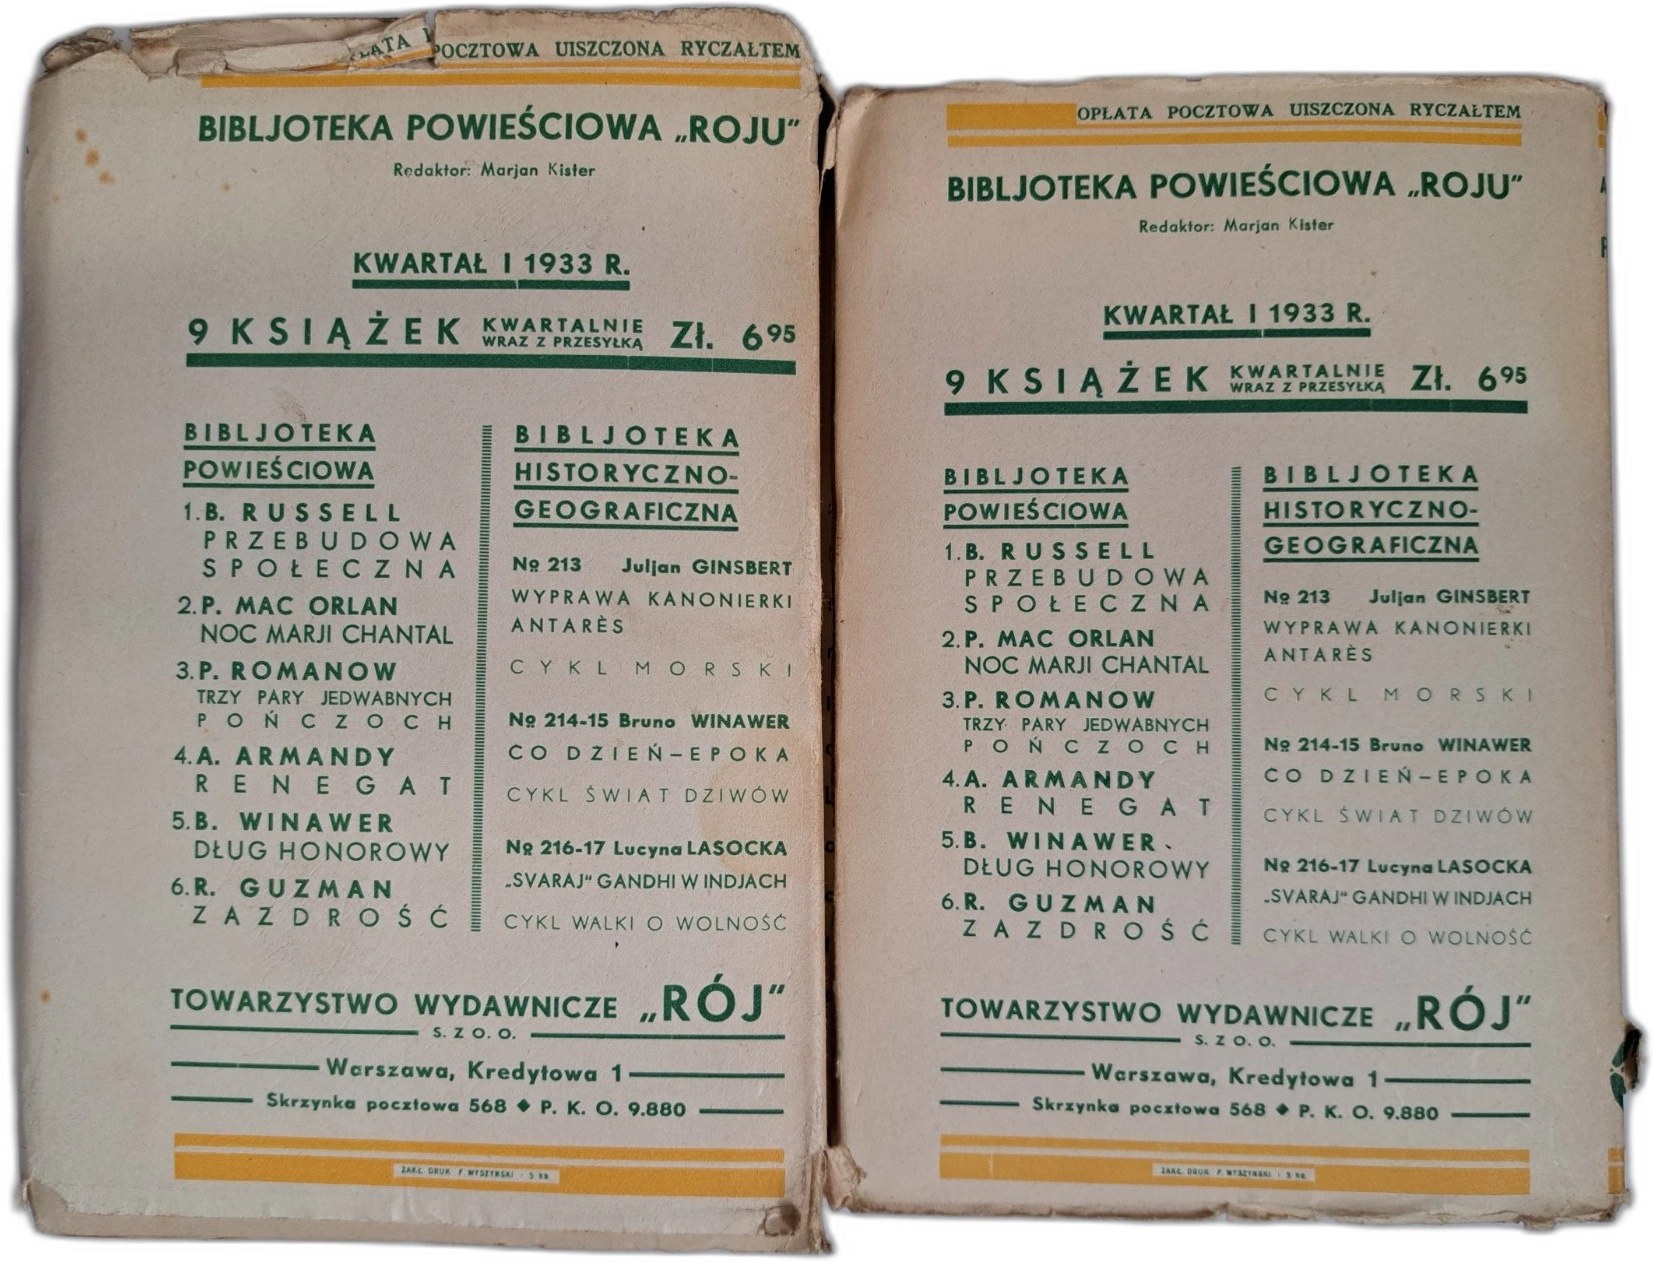 ŁATA POCZTOWA UISZCZONA RYCZAŁTEM
BIBLJOTEKA POWIEŚCIOWA „ROJU"
Redaktor: Marjan Kister
KWARTAŁ I 1933 R.
9 KSIĄŻEK KWARTALNIE WRAZ Z PRZESYŁKĄ ZŁ. 6 95
BIBLJOTEKA
POWIEŚCIOWA
1. B. RUSSELL
PRZEBUDOWA
SPOŁECZNA
2. P. MAC ORLAN
NOC MARJI CHANTAL
3. P. ROMANOW
TRZY PARY JEDWABNYCH
POŃCZOCH
4. A. ARMANDY
RENEGAT
5. B. WINAWER
DŁUG HONOROWY
6. R. GUZMAN
ZAZDROŚĆ
BIBLJOTEKA
HISTORYCZNO-
GEOGRAFICZNA
№ 213 Juljan GINSBERT
WYPRAWA KANONIERKI
ANTARÈS
CYKL MORSKI
№ 214-15 Bruno WINAWER
CO DZIEŃ–EPOKA
CYKL ŚWIAT DZIWÓW
№ 216-17 Lucyna LASOCKA
„SVARAJ" GANDHI W INDJACH
CYKL WALKI O WOLNOŚĆ
TOWARZYSTWO WYDAWNICZE „RÓJ"
S. Z O. O.
Warszawa, Kredytowa 1
Skrzynka pocztowa 568 ◆ P. K. O. 9.880
ZAKŁ. DRUK. F. WYSZYŃSKI i S ka
OPŁATA POCZTOWA UISZCZONA RYCZAŁTEM
BIBLJOTEKA POWIEŚCIOWA „ROJU"
Redaktor: Marjan Kister
KWARTAŁ I 1933 R.
9 KSIĄŻEK KWARTALNIE WRAZ Z PRZESYŁKĄ ZŁ. 6 95
BIBLJOTEKA
POWIEŚCIOWA
1. B. RUSSELL
PRZEBUDOWA
SPOŁECZNA
2. P. MAC ORLAN
NOC MARJI CHANTAL
3. P. ROMANOW
TRZY PARY JEDWABNYCH
POŃCZOCH
4. A. ARMANDY
RENEGAT
5. B. WINAWER
DŁUG HONOROWY
6. R. GUZMAN
ZAZDROŚĆ
BIBLJOTEKA
HISTORYCZNO-
GEOGRAFICZNA
№ 213 Juljan GINSBERT
WYPRAWA KANONIERKI
ANTARÈS
CYKL MORSKI
№ 214-15 Bruno WINAWER
CO DZIEŃ–EPOKA
CYKL ŚWIAT DZIWÓW
№ 216-17 Lucyna LASOCKA
„SVARAJ" GANDHI W INDJACH
CYKL WALKI O WOLNOŚĆ
TOWARZYSTWO WYDAWNICZE „RÓJ"
S. Z O. O.
Warszawa, Kredytowa 1
Skrzynka pocztowa 568 ◆ P. K. O. 9.880
ZAKŁ. DRUK. F. WYSZYŃSKI i S ka